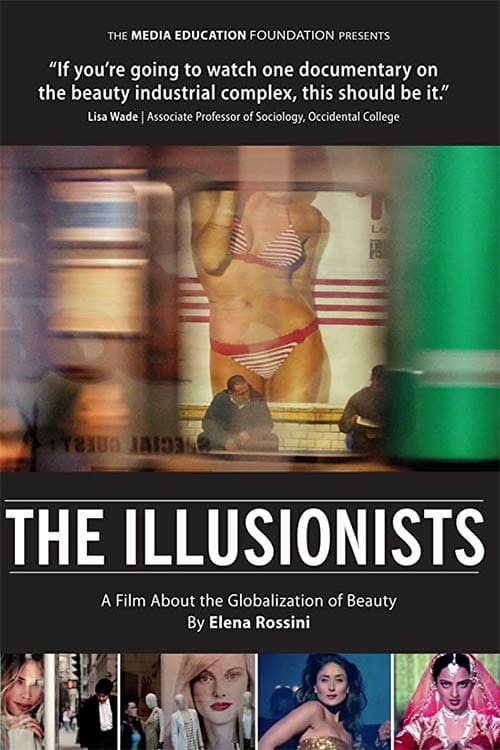 THE MEDIA EDUCATION FOUNDATION PRESENTS
“If you’re going to watch one documentary on
the beauty industrial complex, this should be it.”
Lisa Wade | Associate Professor of Sociology, Occidental College
SPECIAL GUEST
THE ILLUSIONISTS
A Film About the Globalization of Beauty
By Elena Rossini